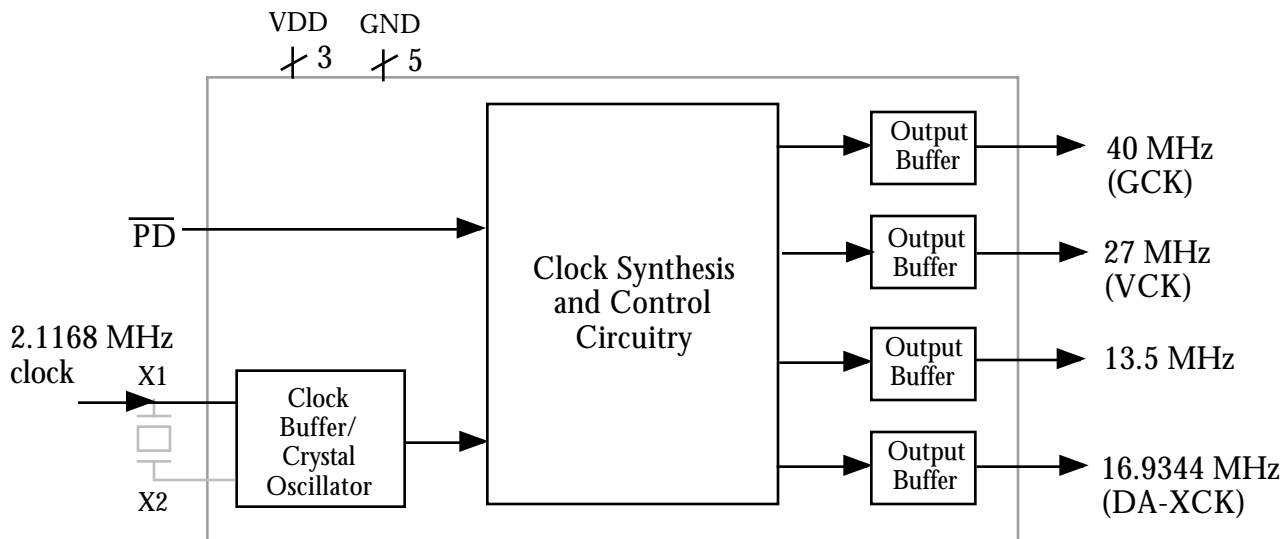 VDD
GND
3
5
Output
Buffer
40 MHz
(GCK)
PD
Output
Buffer
27 MHz
(VCK)
Clock Synthesis
and Control
Circuitry
2.1168 MHz
clock
X1
Output
Buffer
13.5 MHz
Clock
Buffer/
Crystal
Oscillator
X2
Output
Buffer
16.9344 MHz
(DA-XCK)